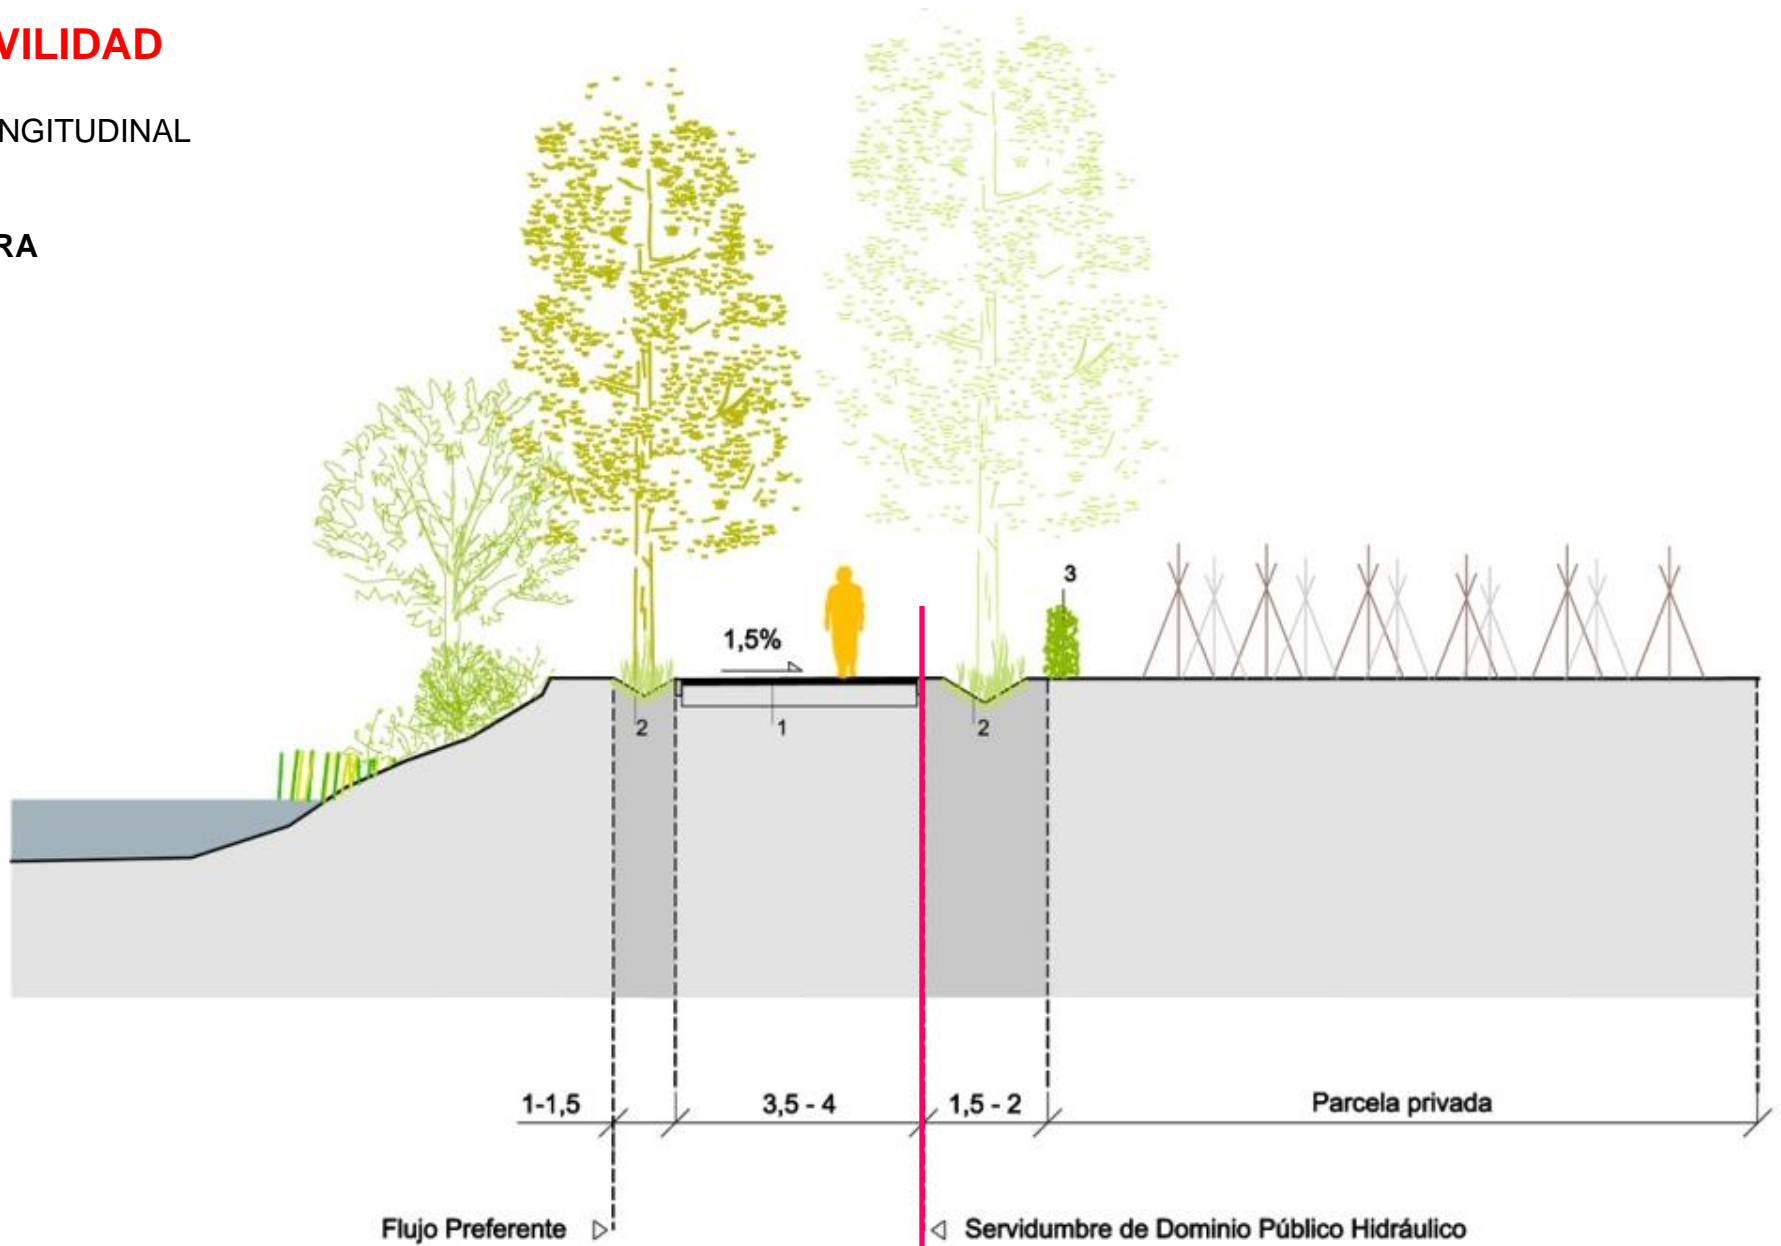 VILIDAD
NGITUDINAL
RA
3
1,5%
2
1
2
1-1,5
3,5 - 4
1,5 - 2
Parcela privada
Flujo Preferente
Servidumbre de Dominio Público Hidráulico